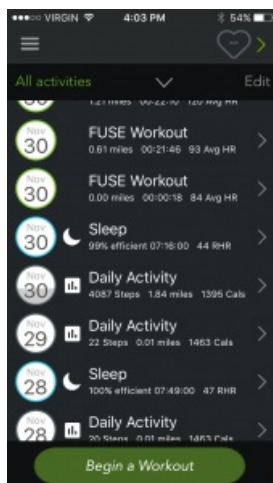 VIRGIN 4:03 PM 54%
All activities Edit
Nov 30 1.21 miles 00:22:10 120 Avg HR
Nov 30 FUSE Workout
0.61 miles 00:21:46 93 Avg HR
Nov 30 FUSE Workout
0.00 miles 00:00:18 84 Avg HR
Nov 30 Sleep
99% efficient 07:16:00 44 RHR
Nov 30 Daily Activity
4087 Steps 1.84 miles 1395 Cals
Nov 29 Daily Activity
22 Steps 0.01 miles 1463 Cals
Nov 28 Sleep
100% efficient 07:49:00 47 RHR
Nov 28 Daily Activity
20 Steps 0.01 miles 1463 Cals
Begin a Workout